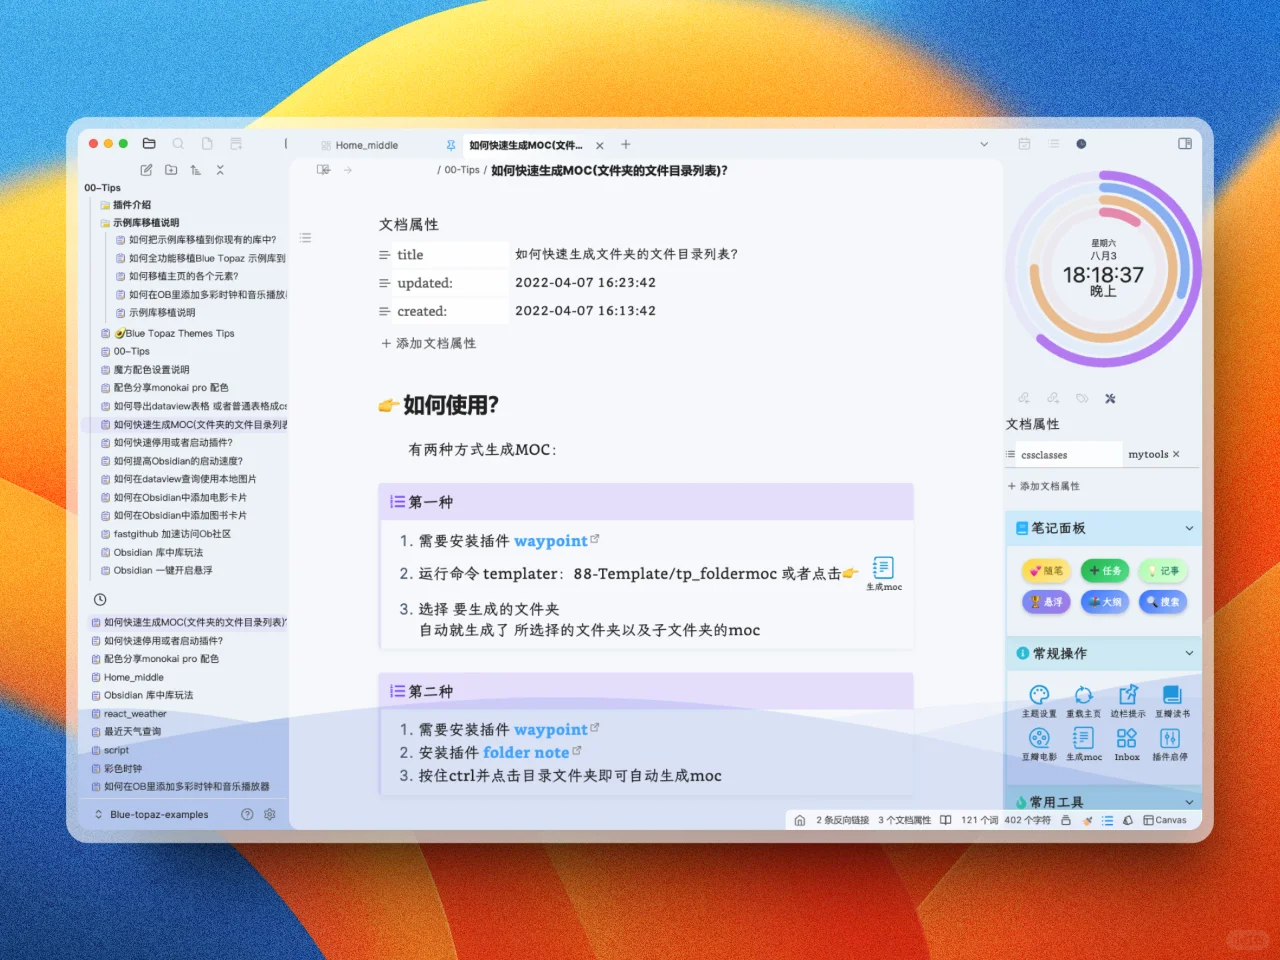 Home_middle
如何快速生成MOC(文件...
00-Tips
插件介绍
示例库移植说明
如何把示例库移植到你现有的库中?
如何全功能移植Blue Topaz 示例库到
如何移植主页的各个元素?
如何在OB里添加多彩时钟和音乐播放
示例库移植说明
🥑Blue Topaz Themes Tips
00-Tips
魔方配色设置说明
配色分享monokai pro 配色
如何导出dataview表格 或者普通表格成cs
如何快速生成MOC(文件夹的文件目录列
如何快速停用或者启动插件?
如何提高Obsidian的启动速度?
如何在dataview查询使用本地图片
如何在Obsidian中添加电影卡片
如何在Obsidian中添加图书卡片
fastgithub 加速访问Ob社区
Obsidian 库中库玩法
Obsidian 一键开启悬浮
如何快速生成MOC(文件夹的文件目录列表)?
如何快速停用或者启动插件?
配色分享monokai pro 配色
Home_middle
Obsidian 库中库玩法
react_weather
最近天气查询
script
彩色时钟
如何在OB里添加多彩时钟和音乐播放器
Blue-topaz-examples
/ 00-Tips / 如何快速生成MOC(文件夹的文件目录列表)?
文档属性
title 如何快速生成文件夹的文件目录列表?
updated: 2022-04-07 16:23:42
created: 2022-04-07 16:13:42
+ 添加文档属性
👉如何使用?
有两种方式生成MOC:
第一种
1. 需要安装插件 waypoint
2. 运行命令 templater: 88-Template/tp_foldermoc 或者点击👉 生成moc
3. 选择 要生成的文件夹
自动就生成了 所选择的文件夹以及子文件夹的moc
第二种
1. 需要安装插件 waypoint
2. 安装插件 folder note
3. 按住ctrl并点击目录文件夹即可自动生成moc
星期六
八月3
18:18:37
晚上
文档属性
cssclasses mytools ×
+ 添加文档属性
笔记面板
💕随笔 ➕任务 💡记事
🏆悬浮 大纲 🔍搜索
常规操作
主题设置 重载主页 边栏提示 豆瓣读书
豆瓣电影 生成moc Inbox 插件启停
常用工具
2 条反向链接 3 个文档属性 121 个词 402 个字符 Canvas